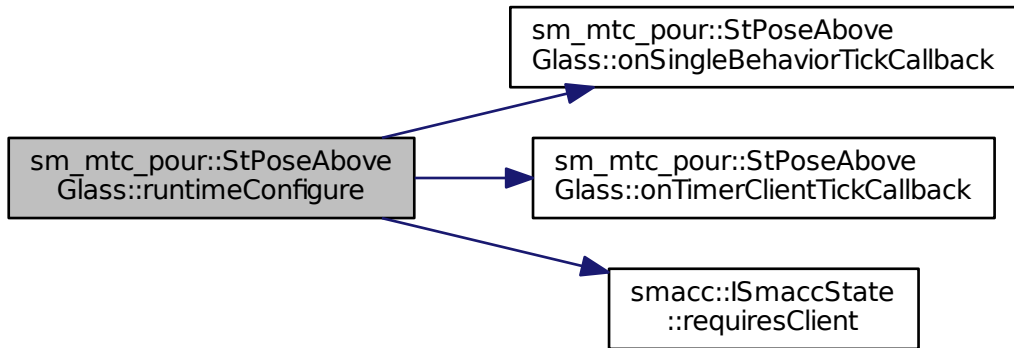 sm_mtc_pour::StPoseAbove
Glass::runtimeConfigure
sm_mtc_pour::StPoseAbove
Glass::onSingleBehaviorTickCallback
sm_mtc_pour::StPoseAbove
Glass::onTimerClientTickCallback
smacc::ISmaccState
::requiresClient